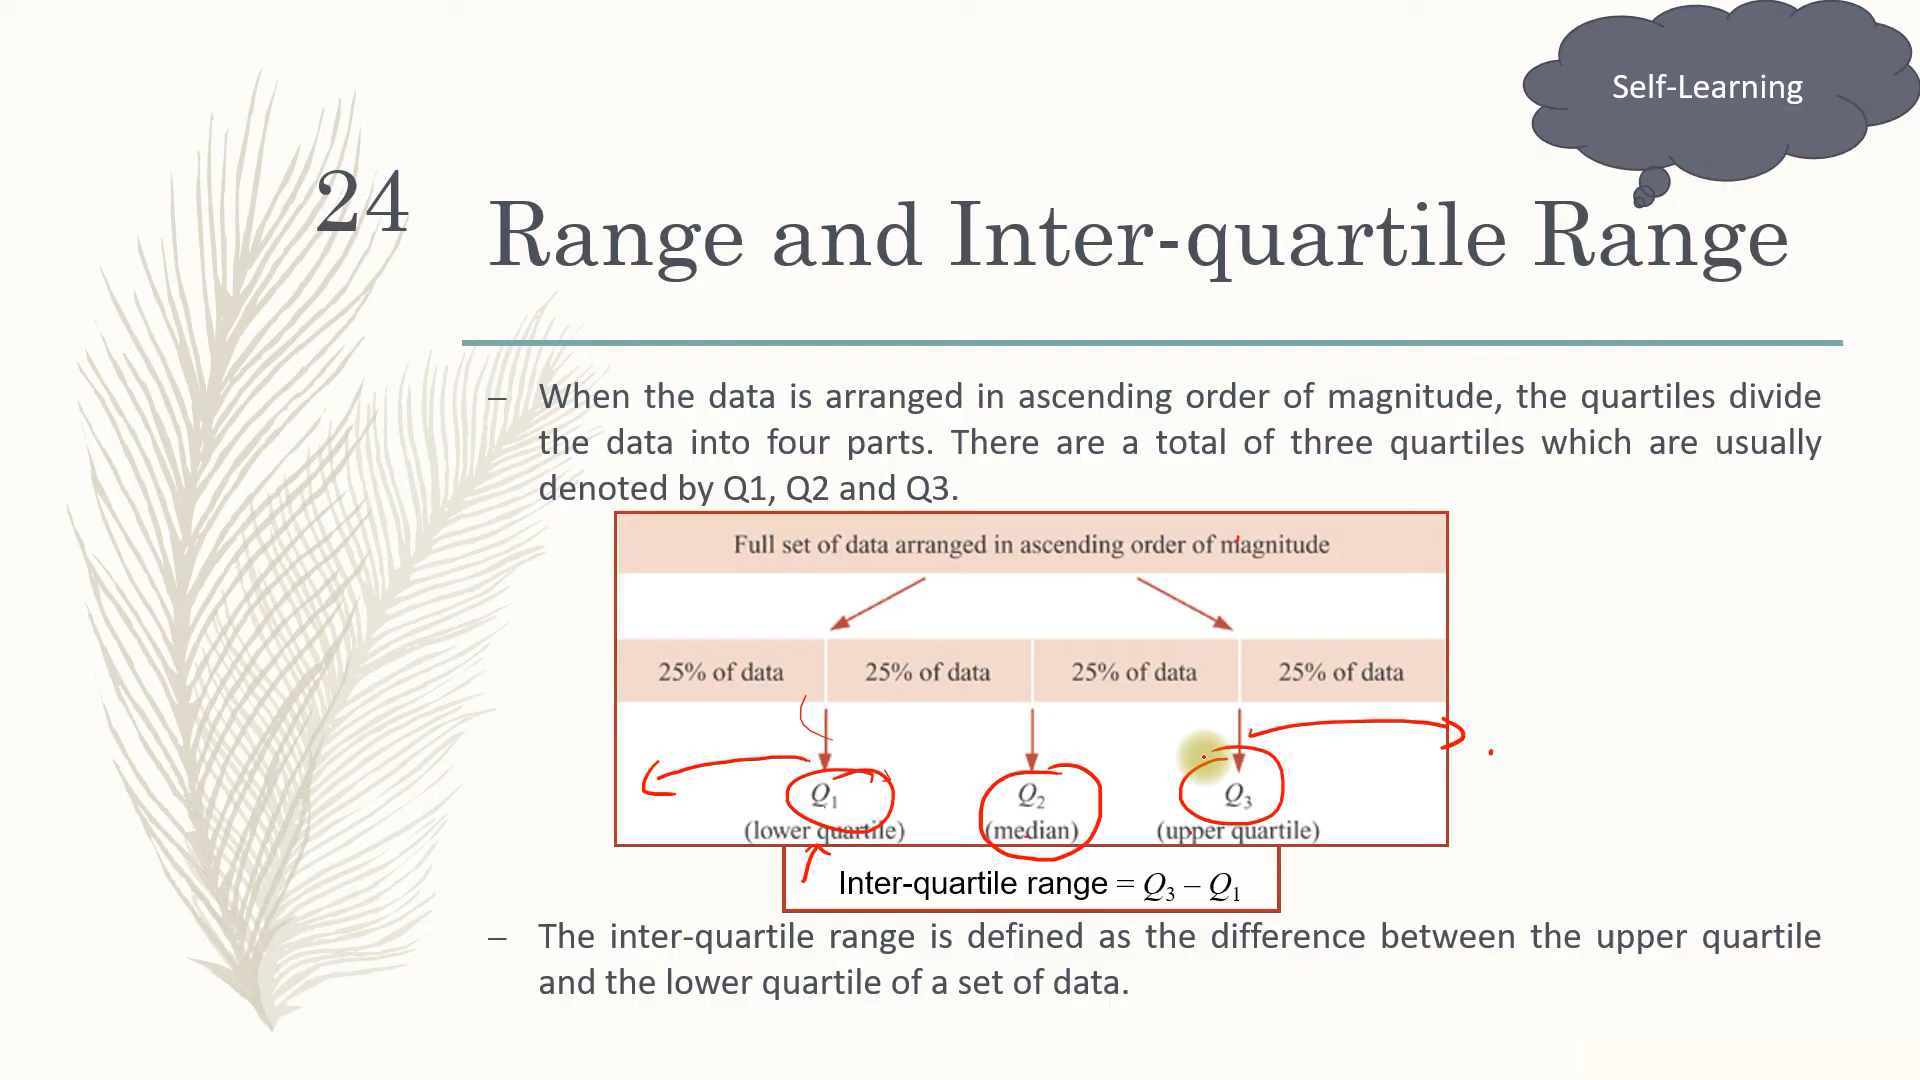 Self-Learning
24
Range and Inter-quartile Range
– When the data is arranged in ascending order of magnitude, the quartiles divide
the data into four parts. There are a total of three quartiles which are usually
denoted by Q1, Q2 and Q3.
Full set of data arranged in ascending order of magnitude
25% of data 25% of data 25% of data 25% of data
Q₁ Q₂ Q₃
(lower quartile) (median) (upper quartile)
Inter-quartile range = Q₃ – Q₁
– The inter-quartile range is defined as the difference between the upper quartile
and the lower quartile of a set of data.